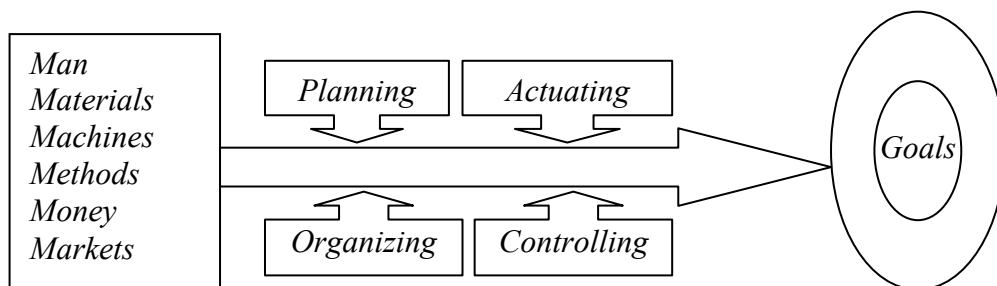 Man
Materials
Machines
Methods
Money
Markets
Planning
Actuating
Organizing
Controlling
Goals